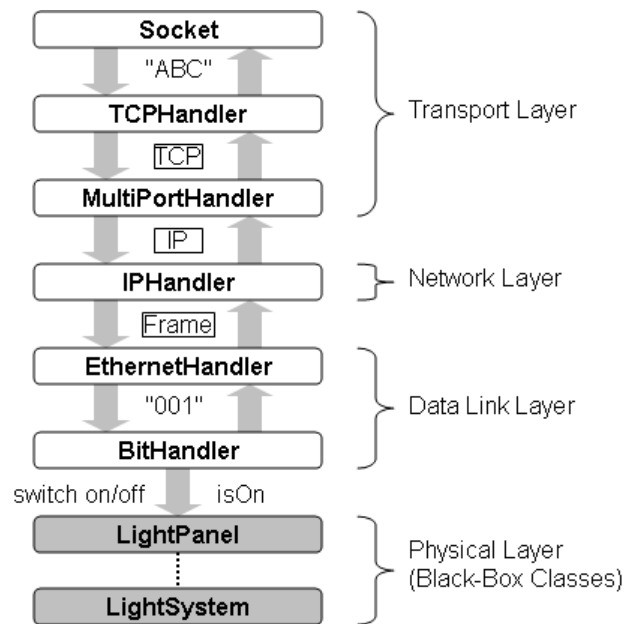 Socket
"ABC"
TCPHandler
Transport Layer
TCP
MultiPortHandler
IP
IPHandler
Network Layer
Frame
EthernetHandler
"001"
Data Link Layer
BitHandler
switch on/off isOn
LightPanel
Physical Layer
(Black-Box Classes)
LightSystem